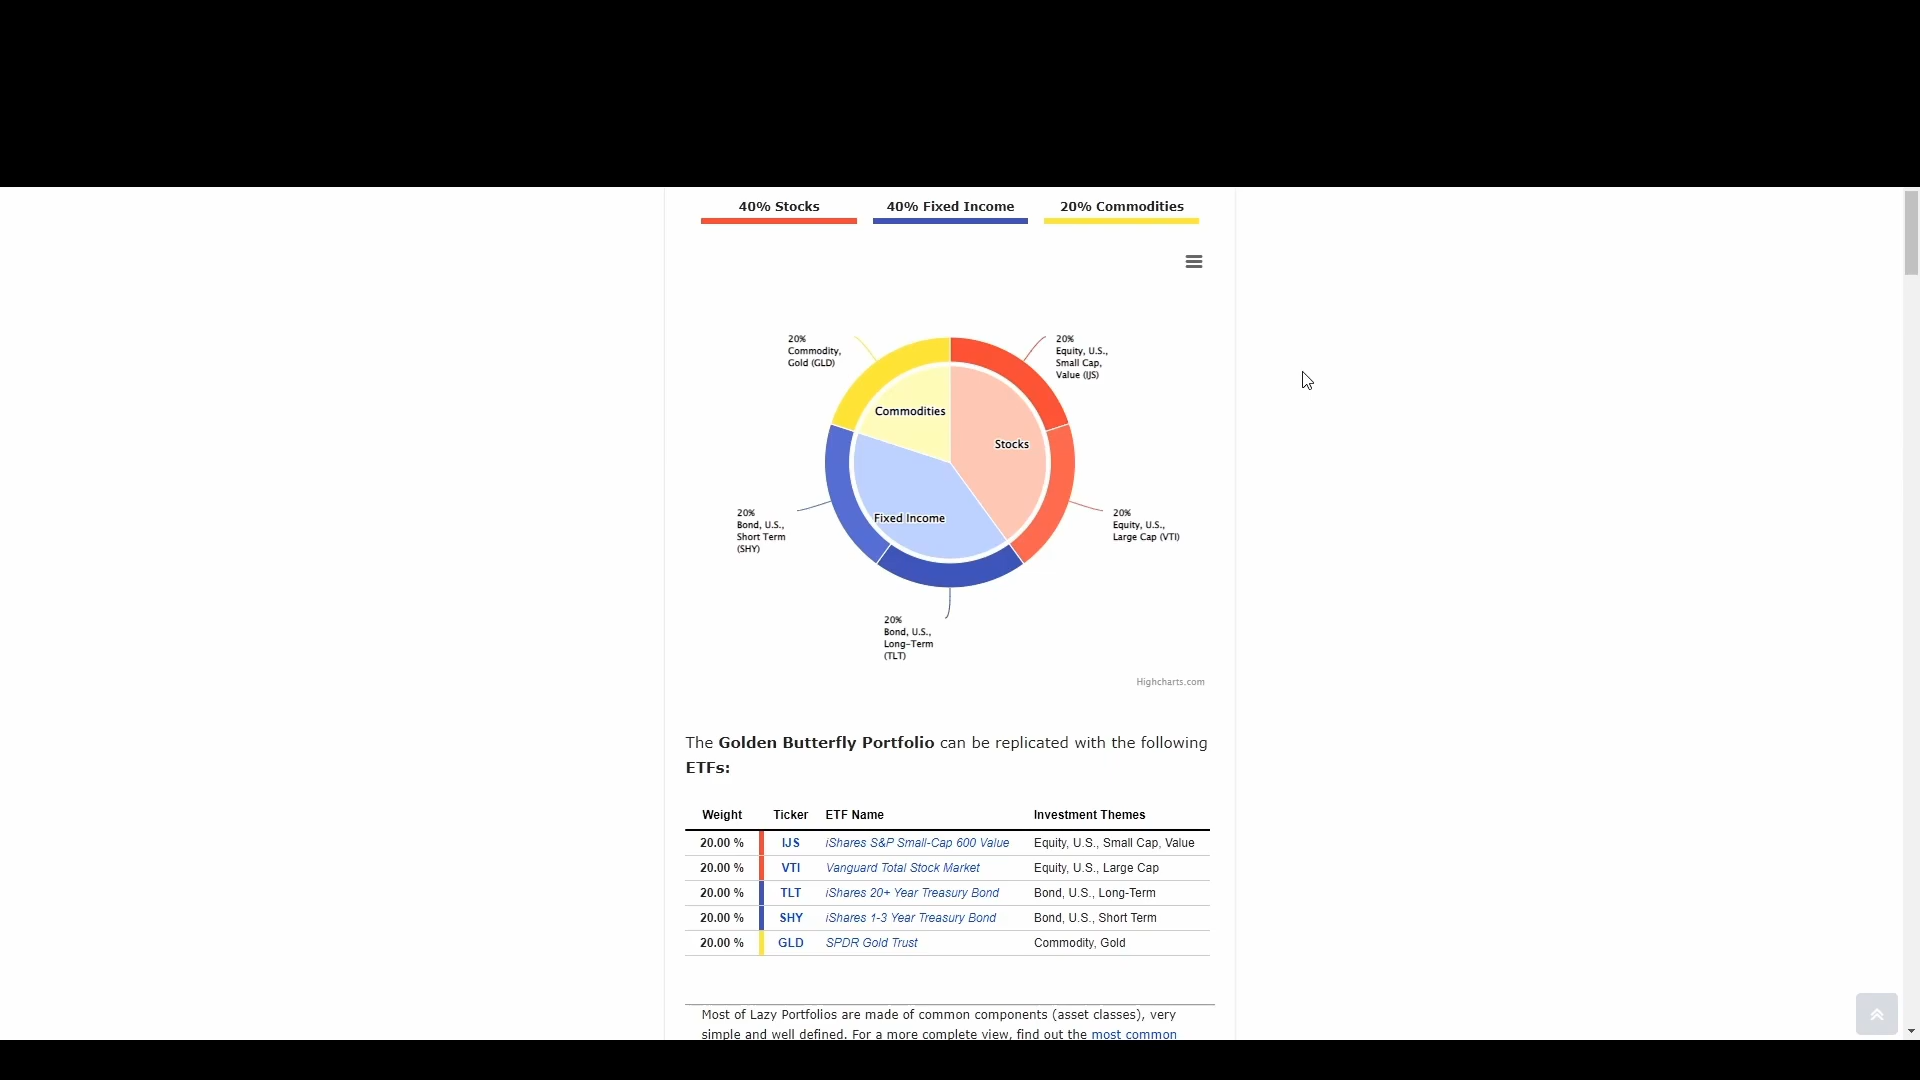 40% Stocks 40% Fixed Income 20% Commodities
20%
Commodity,
Gold (GLD)
20%
Equity, U.S.,
Small Cap,
Value (IJS)
Commodities
Stocks
Fixed Income
20%
Bond, U.S.,
Short Term
(SHY)
20%
Equity, U.S.,
Large Cap (VTI)
20%
Bond, U.S.,
Long-Term
(TLT)
Highcharts.com
The Golden Butterfly Portfolio can be replicated with the following
ETFs:
Weight Ticker ETF Name Investment Themes
20.00 % IJS iShares S&P Small-Cap 600 Value Equity, U.S., Small Cap, Value
20.00 % VTI Vanguard Total Stock Market Equity, U.S., Large Cap
20.00 % TLT iShares 20+ Year Treasury Bond Bond, U.S., Long-Term
20.00 % SHY iShares 1-3 Year Treasury Bond Bond, U.S., Short Term
20.00 % GLD SPDR Gold Trust Commodity, Gold
Most of Lazy Portfolios are made of common components (asset classes), very
simple and well defined. For a more complete view, find out the most common